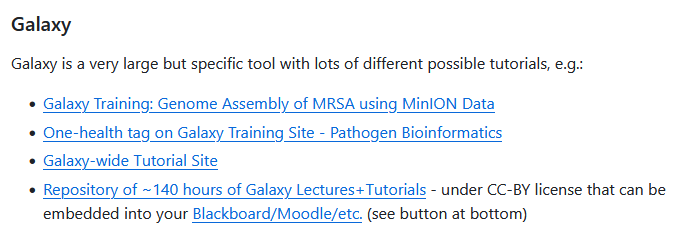 Galaxy
Galaxy is a very large but specific tool with lots of different possible tutorials, e.g.:
• Galaxy Training: Genome Assembly of MRSA using MinION Data
• One-health tag on Galaxy Training Site - Pathogen Bioinformatics
• Galaxy-wide Tutorial Site
• Repository of ~140 hours of Galaxy Lectures+Tutorials - under CC-BY license that can be
embedded into your Blackboard/Moodle/etc. (see button at bottom)